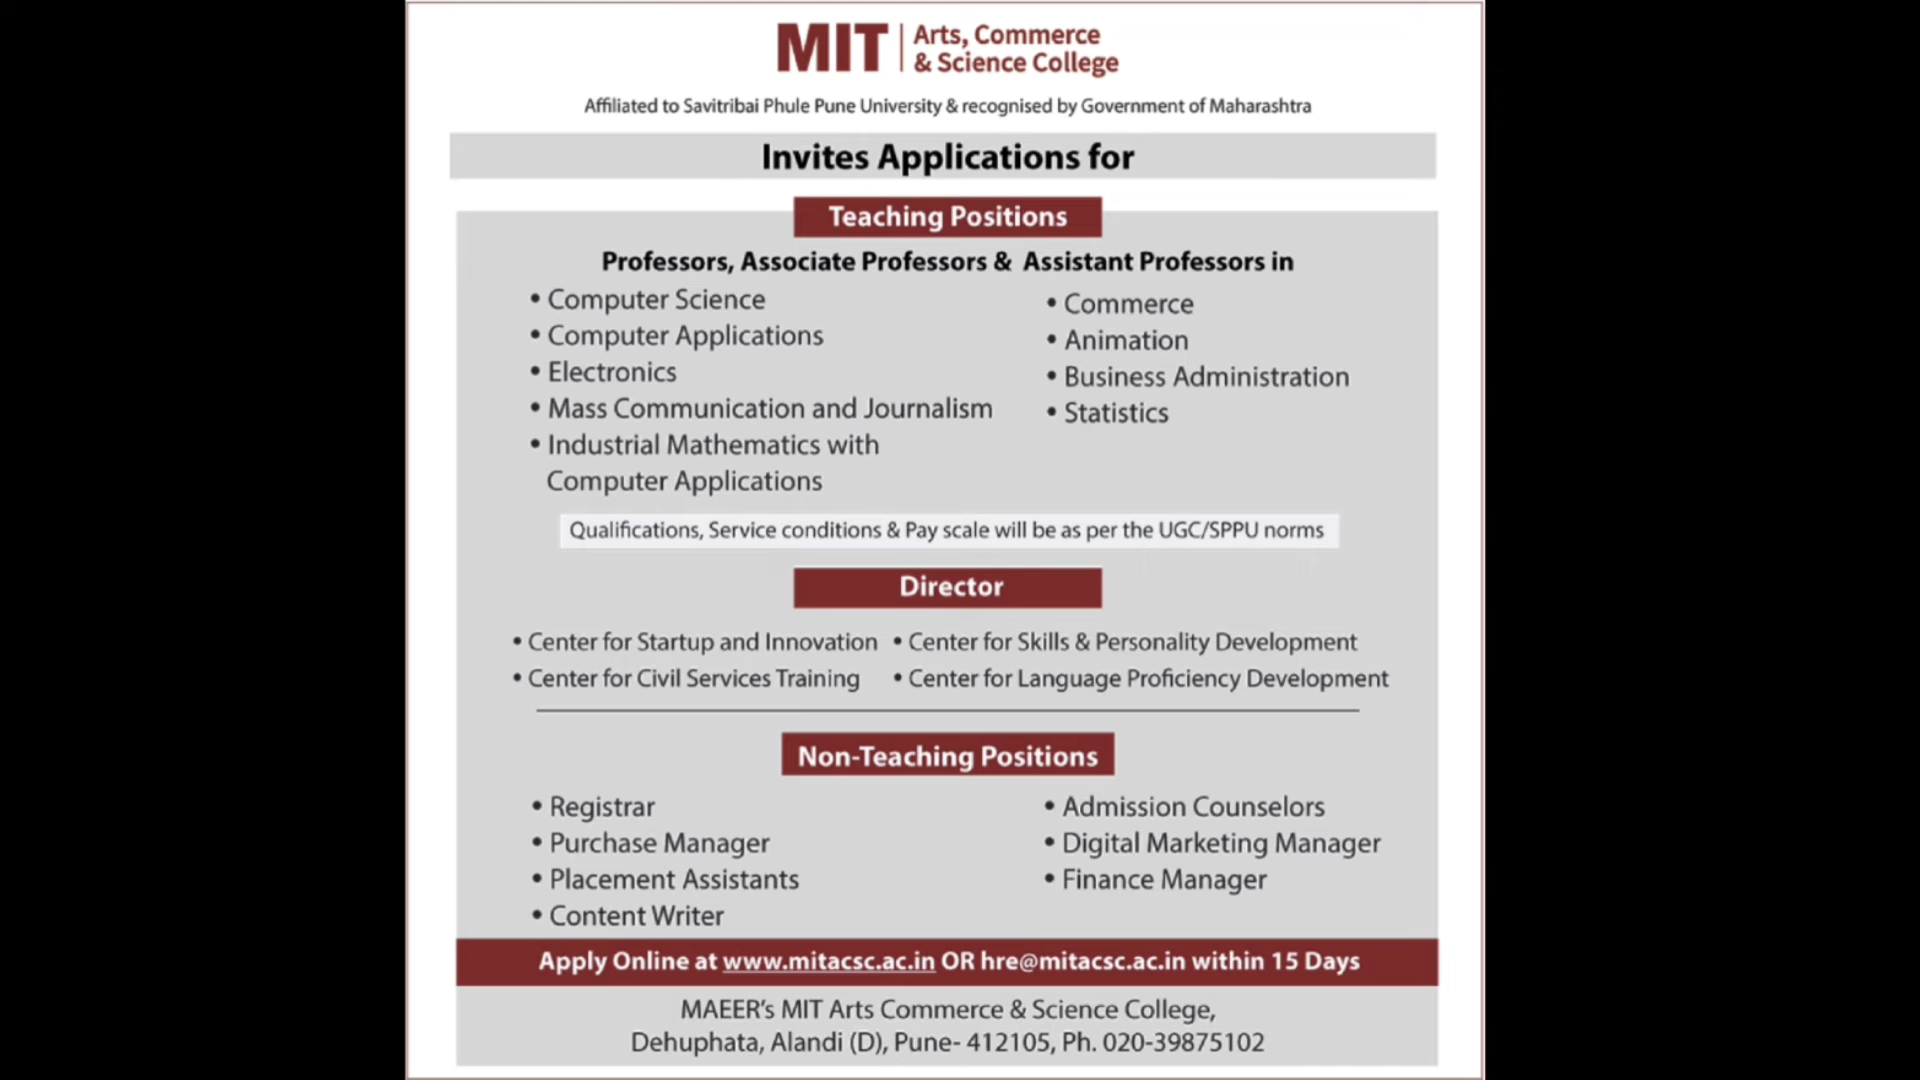 MIT
Arts, Commerce
& Science College
Affiliated to Savitribai Phule Pune University & recognised by Government of Maharashtra
Invites Applications for
Teaching Positions
Professors, Associate Professors & Assistant Professors in
• Computer Science
• Computer Applications
• Electronics
• Mass Communication and Journalism
• Industrial Mathematics with
Computer Applications
• Commerce
• Animation
• Business Administration
• Statistics
Qualifications, Service conditions & Pay scale will be as per the UGC/SPPU norms
Director
• Center for Startup and Innovation • Center for Skills & Personality Development
• Center for Civil Services Training • Center for Language Proficiency Development
Non-Teaching Positions
• Registrar
• Purchase Manager
• Placement Assistants
• Content Writer
• Admission Counselors
• Digital Marketing Manager
• Finance Manager
Apply Online at www.mitacsc.ac.in OR hre@mitacsc.ac.in within 15 Days
MAEER's MIT Arts Commerce & Science College,
Dehuphata, Alandi (D), Pune- 412105, Ph. 020-39875102